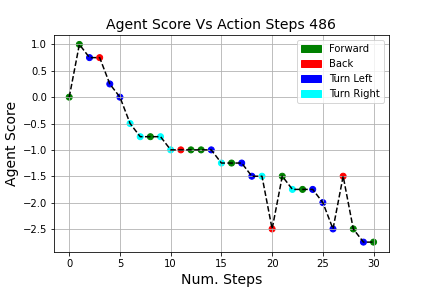 Agent Score Vs Action Steps 486
Forward
Back
Turn Left
Turn Right
Agent Score
1.0
0.5
0.0
−0.5
−1.0
−1.5
−2.0
−2.5
0 5 10 15 20 25 30
Num. Steps